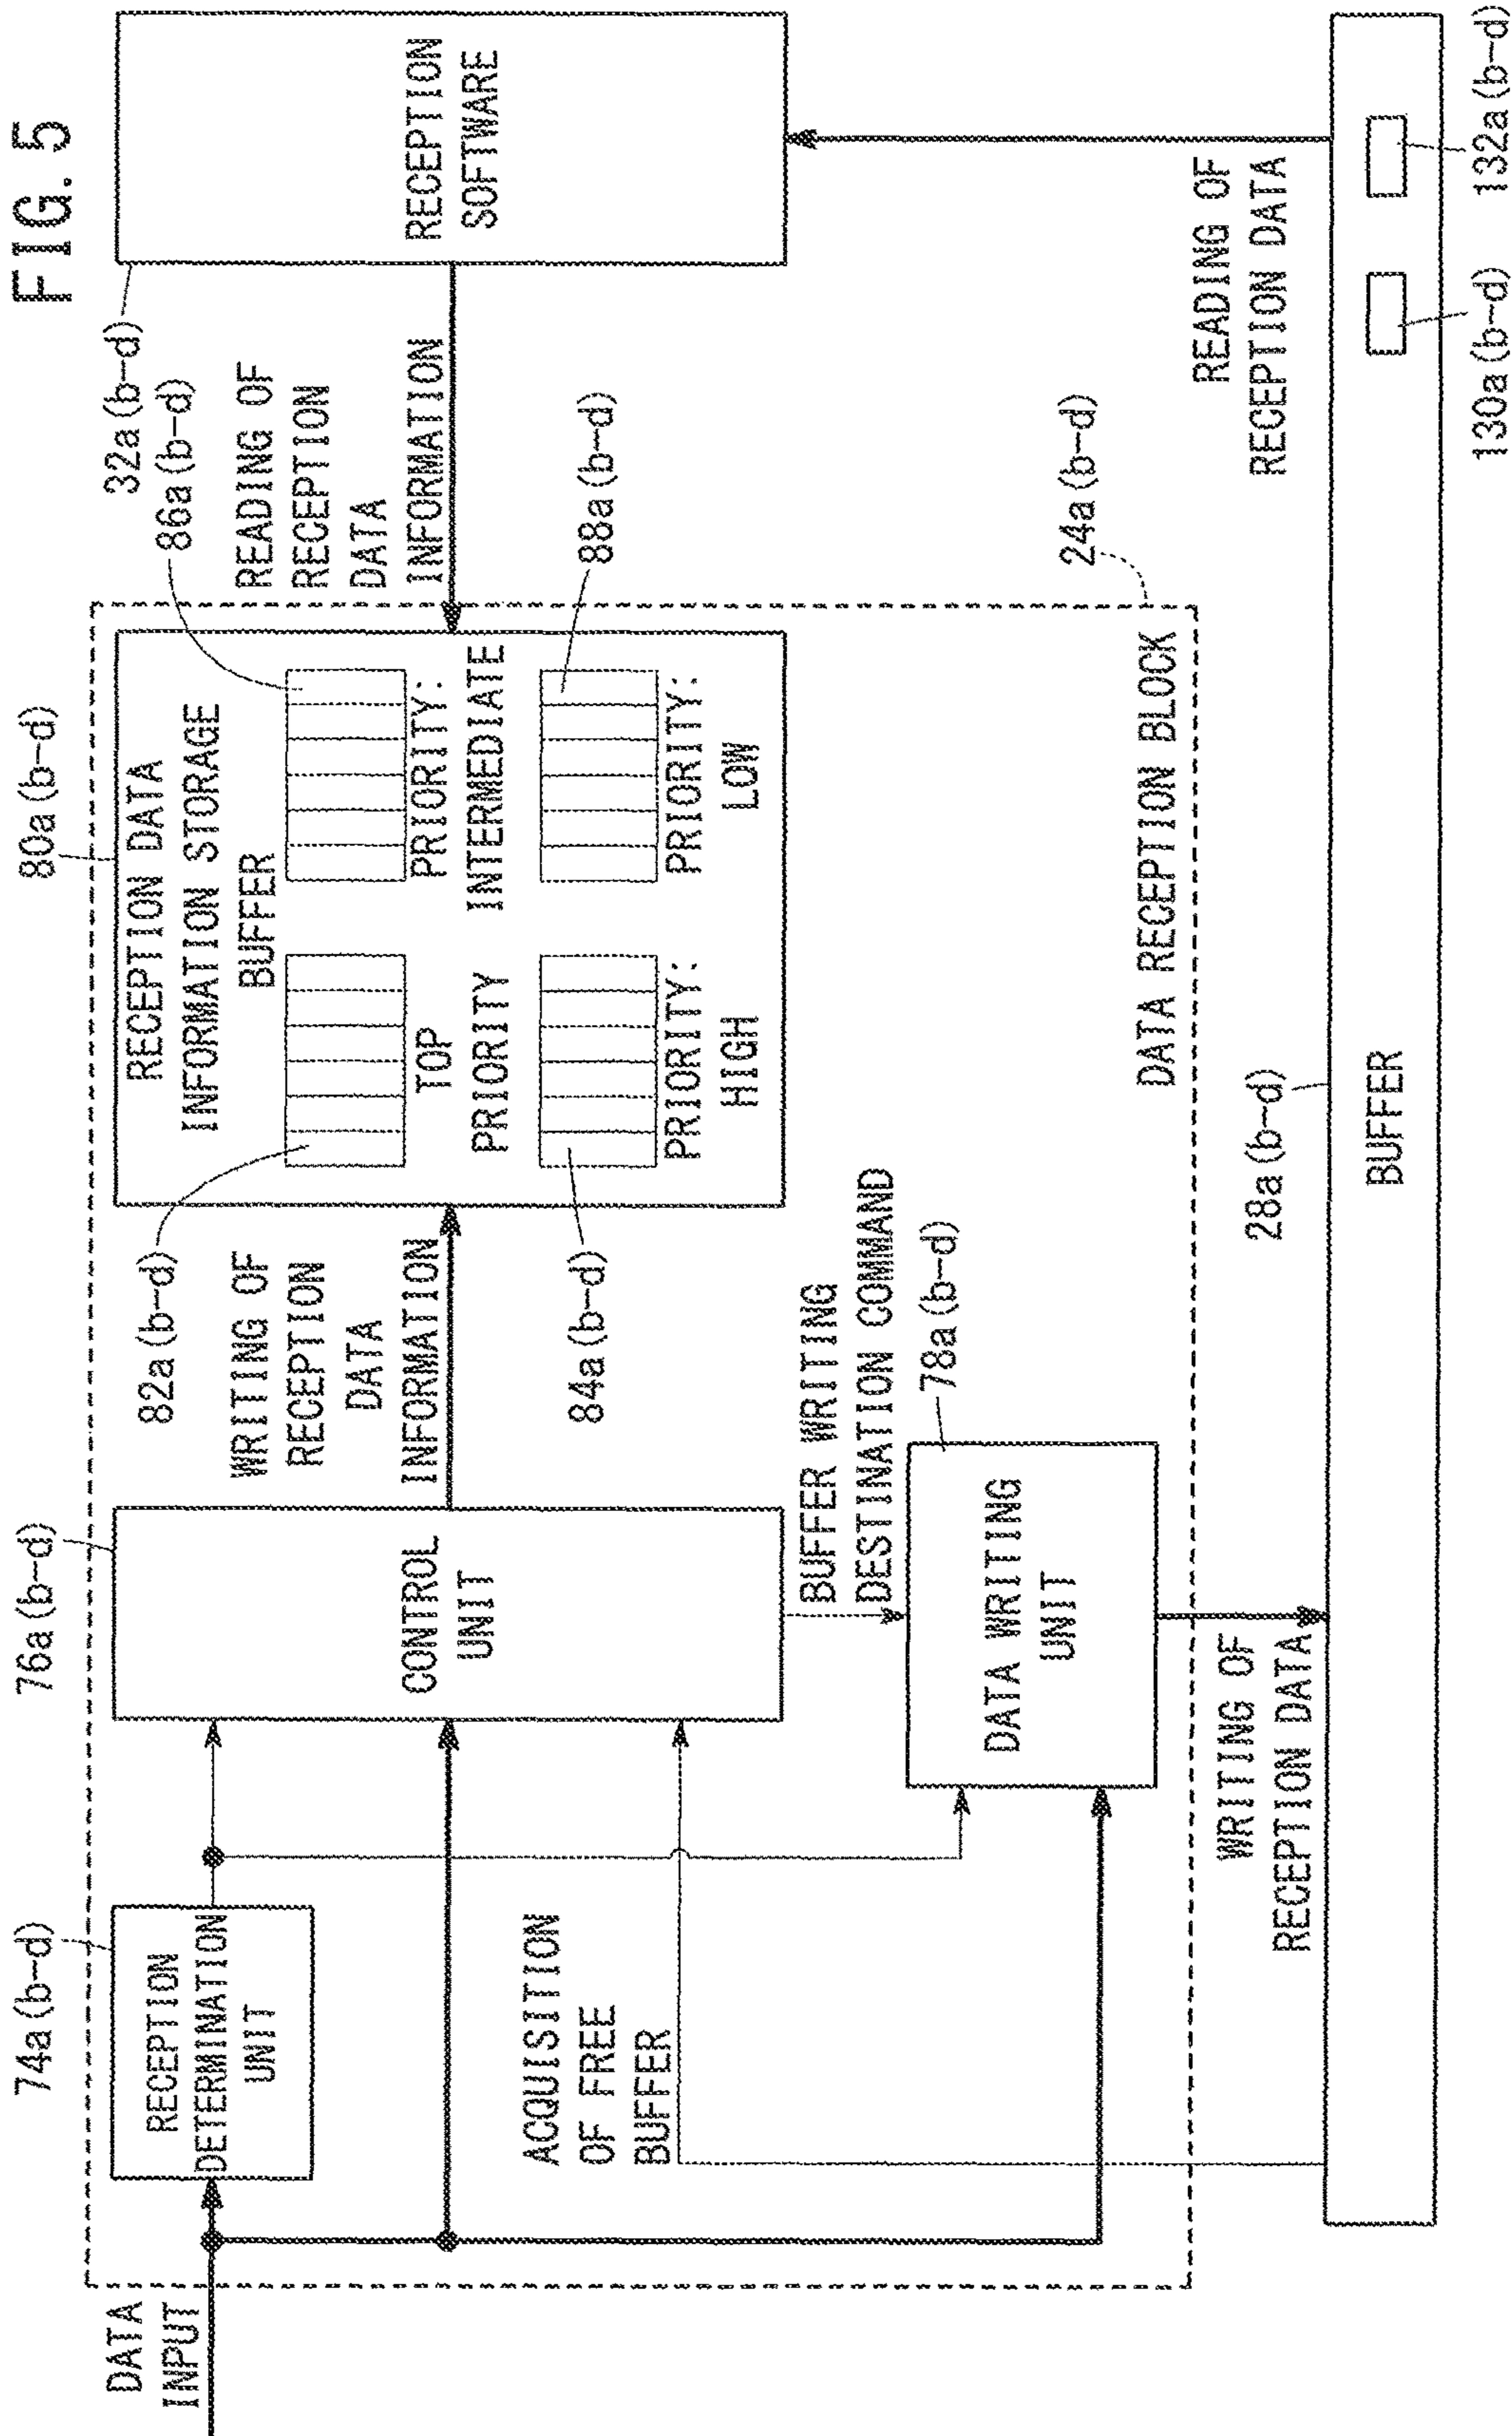 FIG. 5
DATA
INPUT
74a(b-d)
RECEPTION
DETERMINATION
UNIT
76a(b-d)
CONTROL
UNIT
ACQUISITION
OF FREE
BUFFER
82a(b-d)
WRITING OF
RECEPTION
DATA
INFORMATION
84a(b-d)
80a(b-d)
RECEPTION DATA
INFORMATION STORAGE
BUFFER
TOP
PRIORITY
PRIORITY:
INTERMEDIATE
PRIORITY:
HIGH
PRIORITY:
LOW
32a(b-d)
86a(b-d)
READING OF
RECEPTION
DATA
INFORMATION
88a(b-d)
RECEPTION
SOFTWARE
BUFFER WRITING
DESTINATION COMMAND
78a(b-d)
DATA WRITING
UNIT
DATA RECEPTION BLOCK
24a(b-d)
WRITING OF
RECEPTION DATA
READING OF
RECEPTION DATA
28a(b-d)
BUFFER
130a(b-d)
132a(b-d)